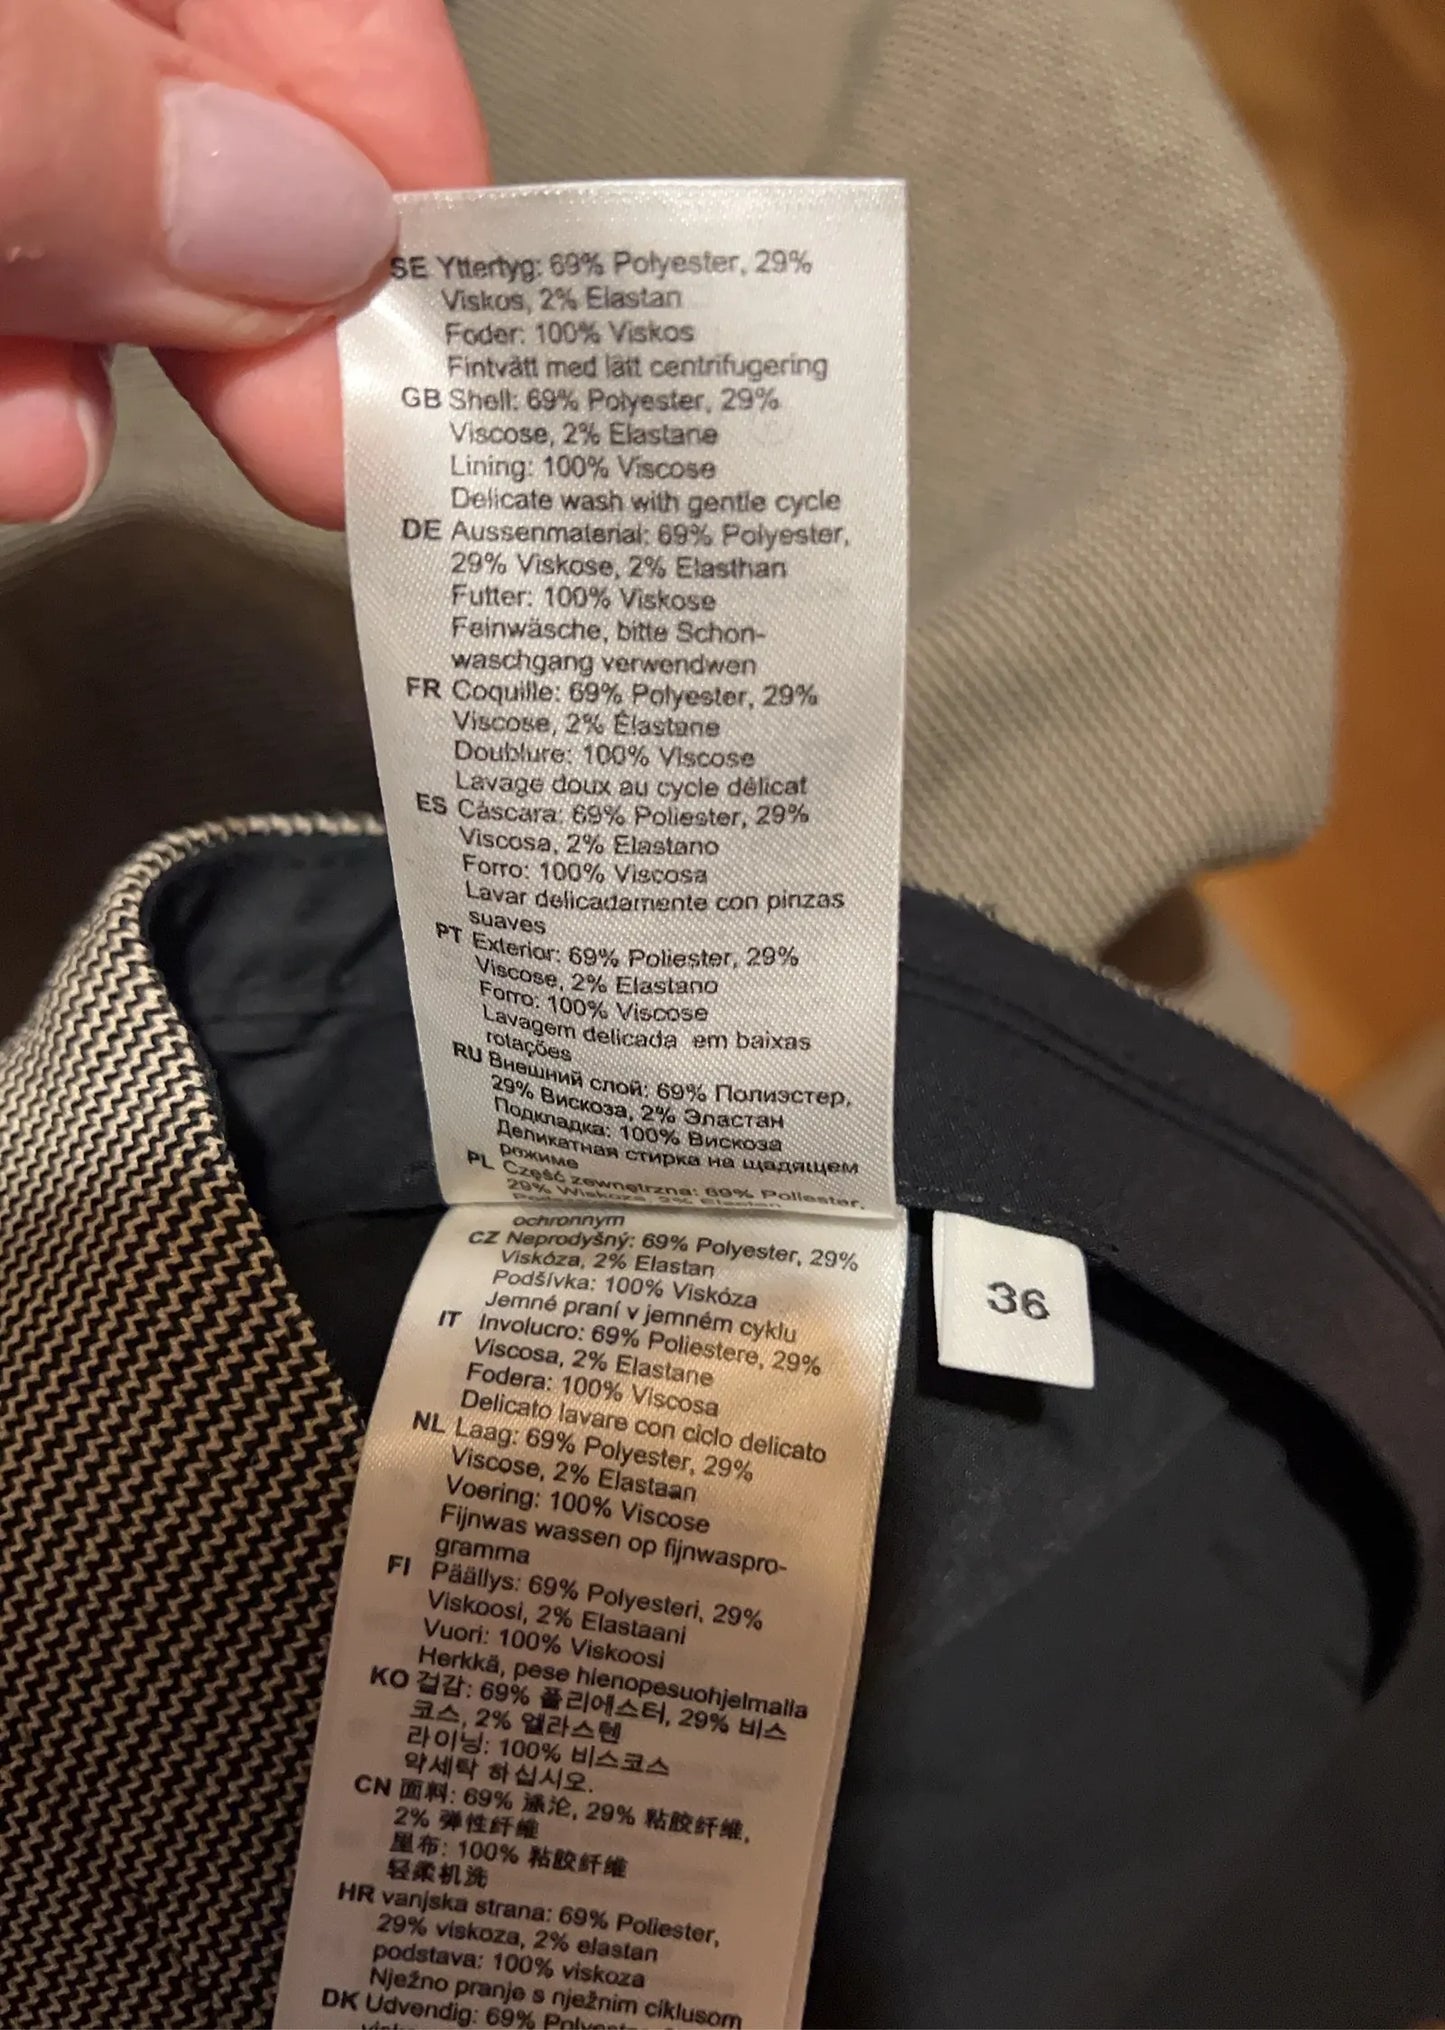 SE Yttertyg: 69% Polyester, 29%
Viskos, 2% Elastan
Foder: 100% Viskos
Fintvätt med lätt centrifugering
GB Shell: 69% Polyester, 29%
Viscose, 2% Elastane
Lining: 100% Viscose
Delicate wash with gentle cycle
DE Aussenmaterial: 69% Polyester,
29% Viskose, 2% Elasthan
Futter: 100% Viskose
Feinwäsche, bitte Schon-
waschgang verwendwen
FR Coquille: 69% Polyester, 29%
Viscose, 2% Élastane
Doublure: 100% Viscose
Lavage doux au cycle délicat
ES Cáscara: 69% Poliester, 29%
Viscosa, 2% Elastano
Forro: 100% Viscosa
Lavar delicadamente con pinzas
suaves
PT Exterior: 69% Poliester, 29%
Viscose, 2% Elastano
Forro: 100% Viscose
Lavagem delicada em baixas
rotações
RU Внешний слой: 69% Полиэстер,
29% Вискоза, 2% Эластан
Подкладка: 100% Вискоза
Деликатная стирка на щадящем
режиме
PL Część zewnętrzna: 69% Poliester,
29% Wiskoza, 2% Elastan
ochronnym
CZ Neprodyšný: 69% Polyester, 29%
Viskóza, 2% Elastan
Podšívka: 100% Viskóza
Jemné praní v jemném cyklu
IT Involucro: 69% Poliestere, 29%
Viscosa, 2% Elastane
Fodera: 100% Viscosa
Delicato lavare con ciclo delicato
NL Laag: 69% Polyester, 29%
Viscose, 2% Elastaan
Voering: 100% Viscose
Fijnwas wassen op fijnwaspro-
gramma
FI Päällys: 69% Polyesteri, 29%
Viskoosi, 2% Elastaani
Vuori: 100% Viskoosi
Herkkä, pese hienopesuohjelmalla
KO 겉감: 69% 폴리에스터, 29% 비스
코스, 2% 엘라스텐
라이닝: 100% 비스코스
약세탁 하십시오.
CN 面料: 69% 涤沦, 29% 粘胶纤维,
2% 弹性纤维
里布: 100% 粘胶纤维
轻柔机洗
HR vanjska strana: 69% Poliester,
29% viskoza, 2% elastan
podstava: 100% viskoza
Nježno pranje s nježnim ciklusom
DK Udvendig: 69% Polyester
36